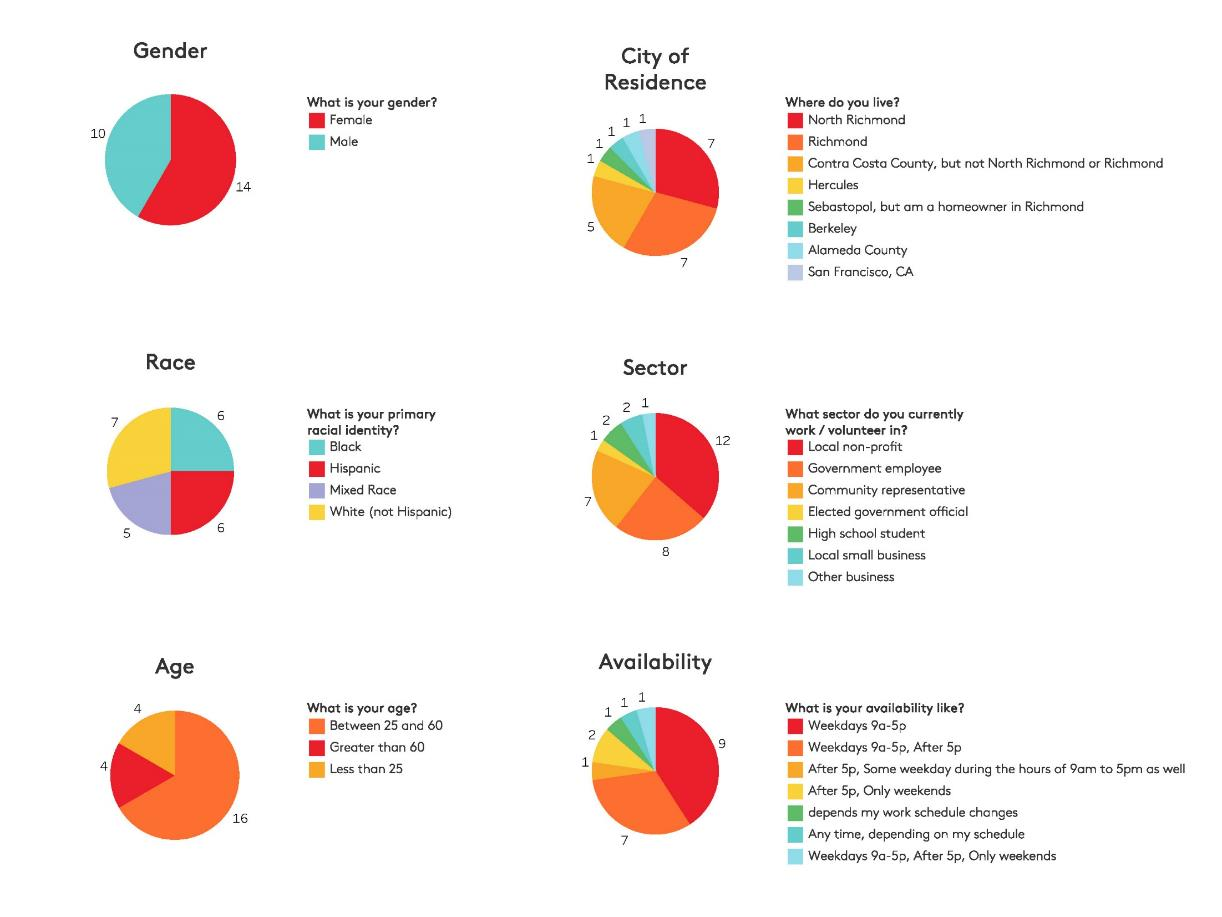 Gender
10
14
What is your gender?
Female
Male
City of
Residence
1
1
1
1
1
7
5
7
Where do you live?
North Richmond
Richmond
Contra Costa County, but not North Richmond or Richmond
Hercules
Sebastopol, but am a homeowner in Richmond
Berkeley
Alameda County
San Francisco, CA
Race
7
6
5
6
What is your primary
racial identity?
Black
Hispanic
Mixed Race
White (not Hispanic)
Sector
1
2
2
1
12
7
8
What sector do you currently
work / volunteer in?
Local non-profit
Government employee
Community representative
Elected government official
High school student
Local small business
Other business
Age
4
4
16
What is your age?
Between 25 and 60
Greater than 60
Less than 25
Availability
1
1
1
2
1
9
7
What is your availability like?
Weekdays 9a-5p
Weekdays 9a-5p, After 5p
After 5p, Some weekday during the hours of 9am to 5pm as well
After 5p, Only weekends
depends my work schedule changes
Any time, depending on my schedule
Weekdays 9a-5p, After 5p, Only weekends